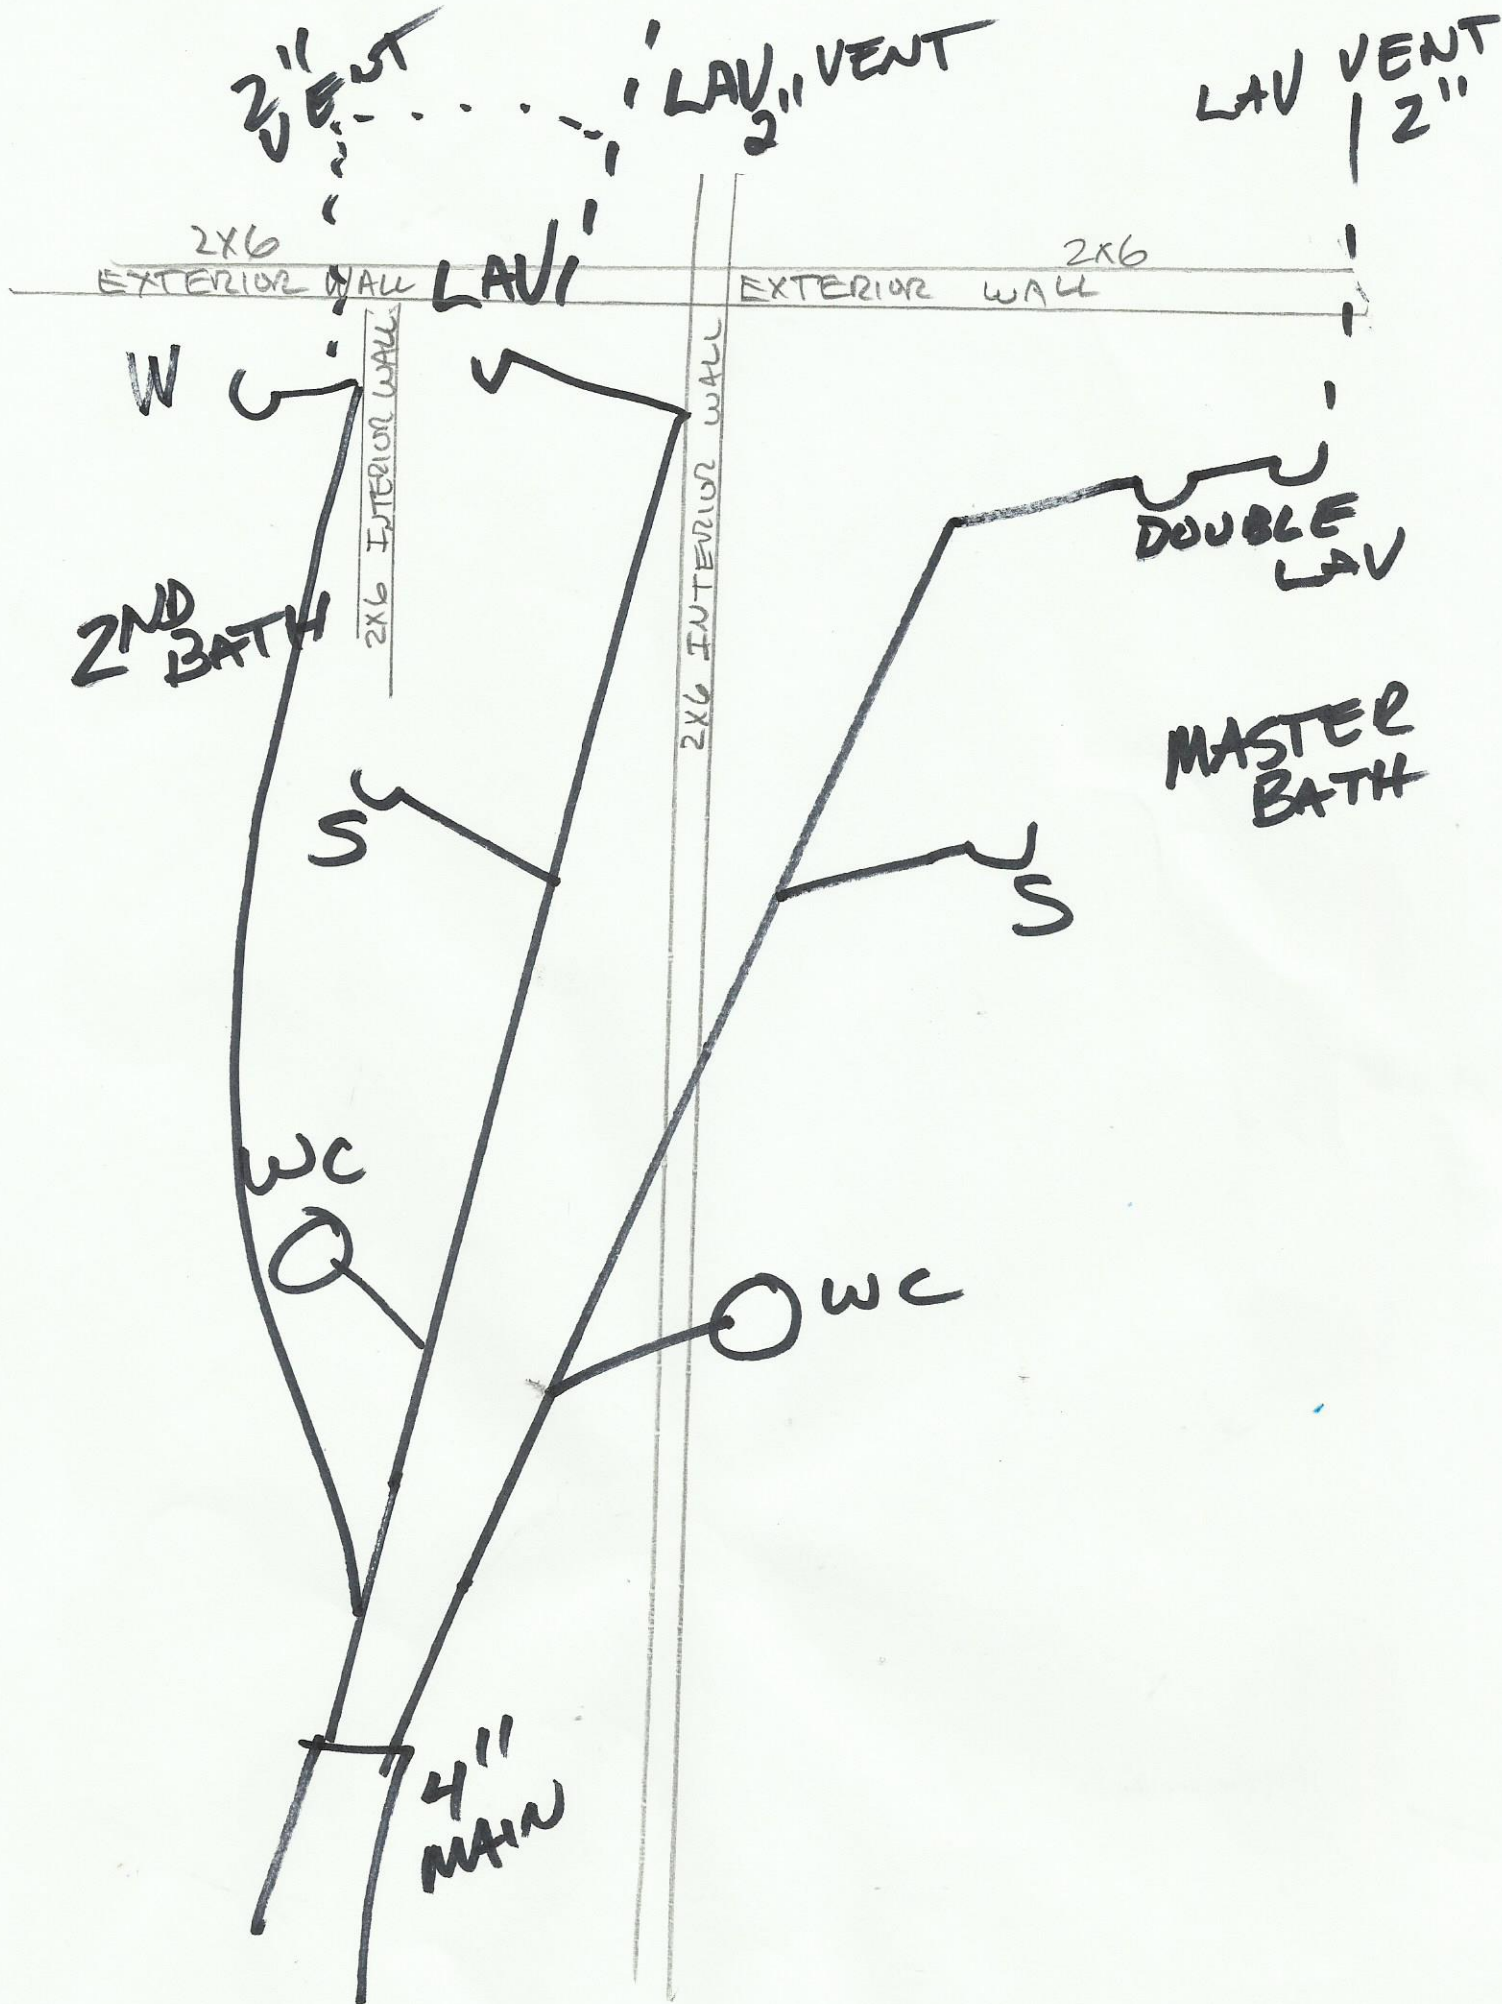 2" VENT
LAV VENT
2"
LAV VENT
2"
2X6
EXTERIOR WALL
LAV
2X6
EXTERIOR WALL
W
2X6 INTERIOR WALL
2X6 INTERIOR WALL
DOUBLE
LAV
2ND
BATH
MASTER
BATH
S
S
WC
WC
4"
MAIN